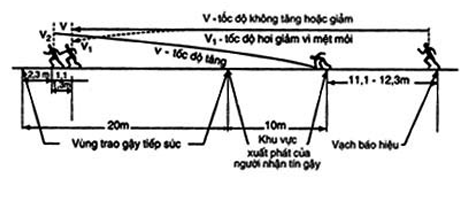 V - tốc độ không tăng hoặc giảm
V₂ V
V₁ V₁ - tốc độ hơi giảm vì mệt mỏi
V - tốc độ tăng
2,3 m 1,1
11,1 - 12,3m
20m 10m
Vùng trao gậy tiếp sức
Khu vực
xuất phát của
người nhận tín gậy
Vạch báo hiệu